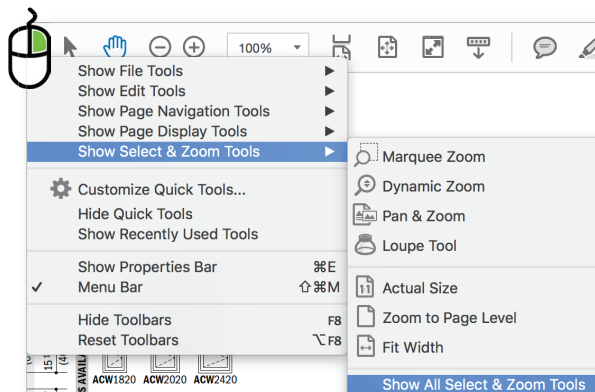 100%
Show File Tools
Show Edit Tools
Show Page Navigation Tools
Show Page Display Tools
Show Select & Zoom Tools
Customize Quick Tools...
Hide Quick Tools
Show Recently Used Tools
Show Properties Bar ⌘E
✓ Menu Bar ⇧⌘M
Hide Toolbars F8
Reset Toolbars ⌥F8
Marquee Zoom
Dynamic Zoom
Pan & Zoom
Loupe Tool
1:1 Actual Size
Zoom to Page Level
Fit Width
Show All Select & Zoom Tools
ACW1820 ACW2020 ACW2420